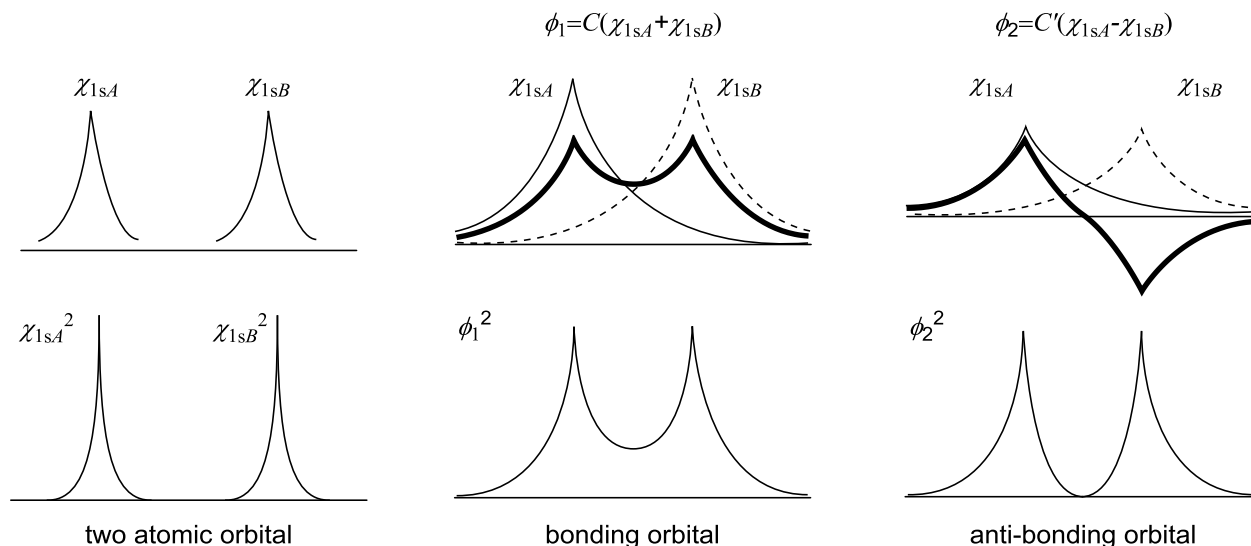 ϕ₁=C(χ₁sA+χ₁sB)
ϕ₂=C′(χ₁sA-χ₁sB)
χ₁sA
χ₁sB
χ₁sA
χ₁sB
χ₁sA
χ₁sB
χ₁sA²
χ₁sB²
ϕ₁²
ϕ₂²
two atomic orbital
bonding orbital
anti-bonding orbital